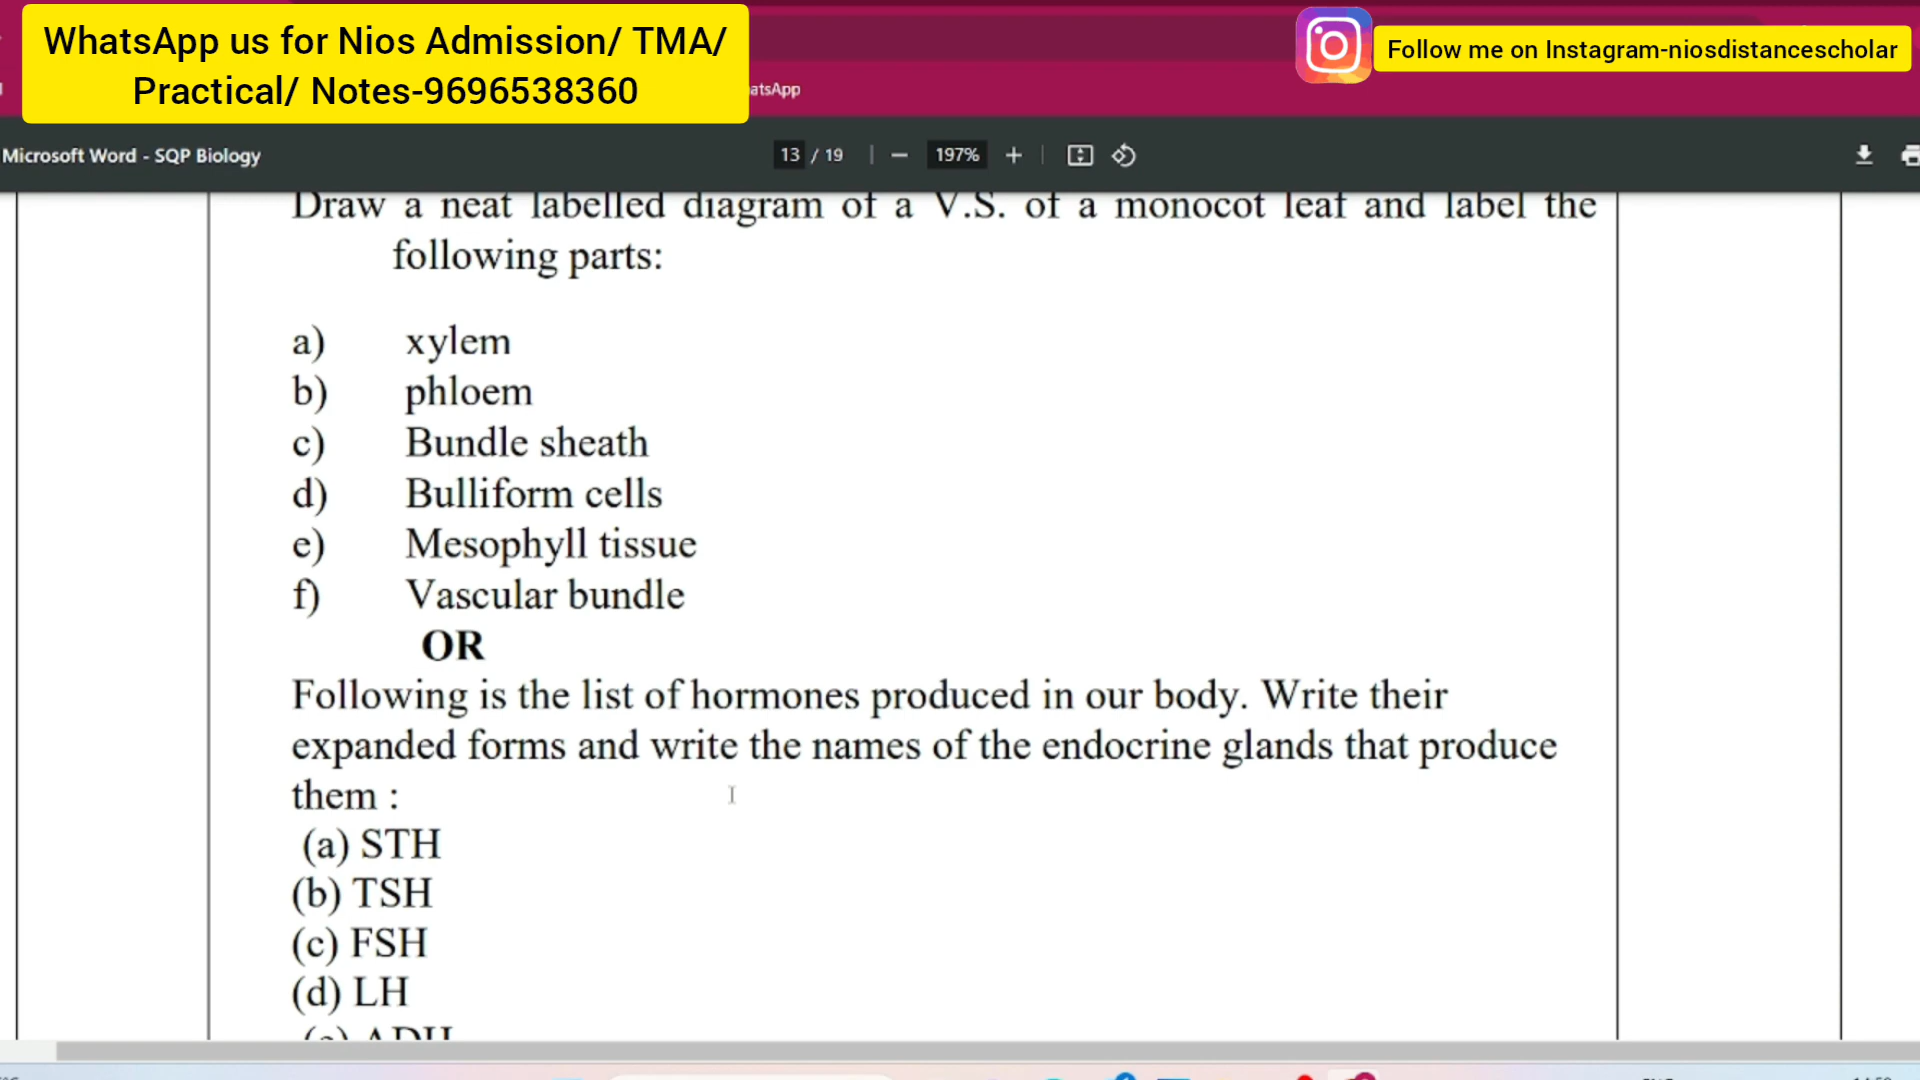 WhatsApp us for Nios Admission/ TMA/
Practical/ Notes-9696538360
atsApp
Follow me on Instagram-niosdistancescholar
Microsoft Word - SQP Biology
13 / 19
197%
Draw a neat labelled diagram of a V.S. of a monocot leaf and label the
following parts:
a) xylem
b) phloem
c) Bundle sheath
d) Bulliform cells
e) Mesophyll tissue
f) Vascular bundle
OR
Following is the list of hormones produced in our body. Write their
expanded forms and write the names of the endocrine glands that produce
them :
(a) STH
(b) TSH
(c) FSH
(d) LH
(e) ADH